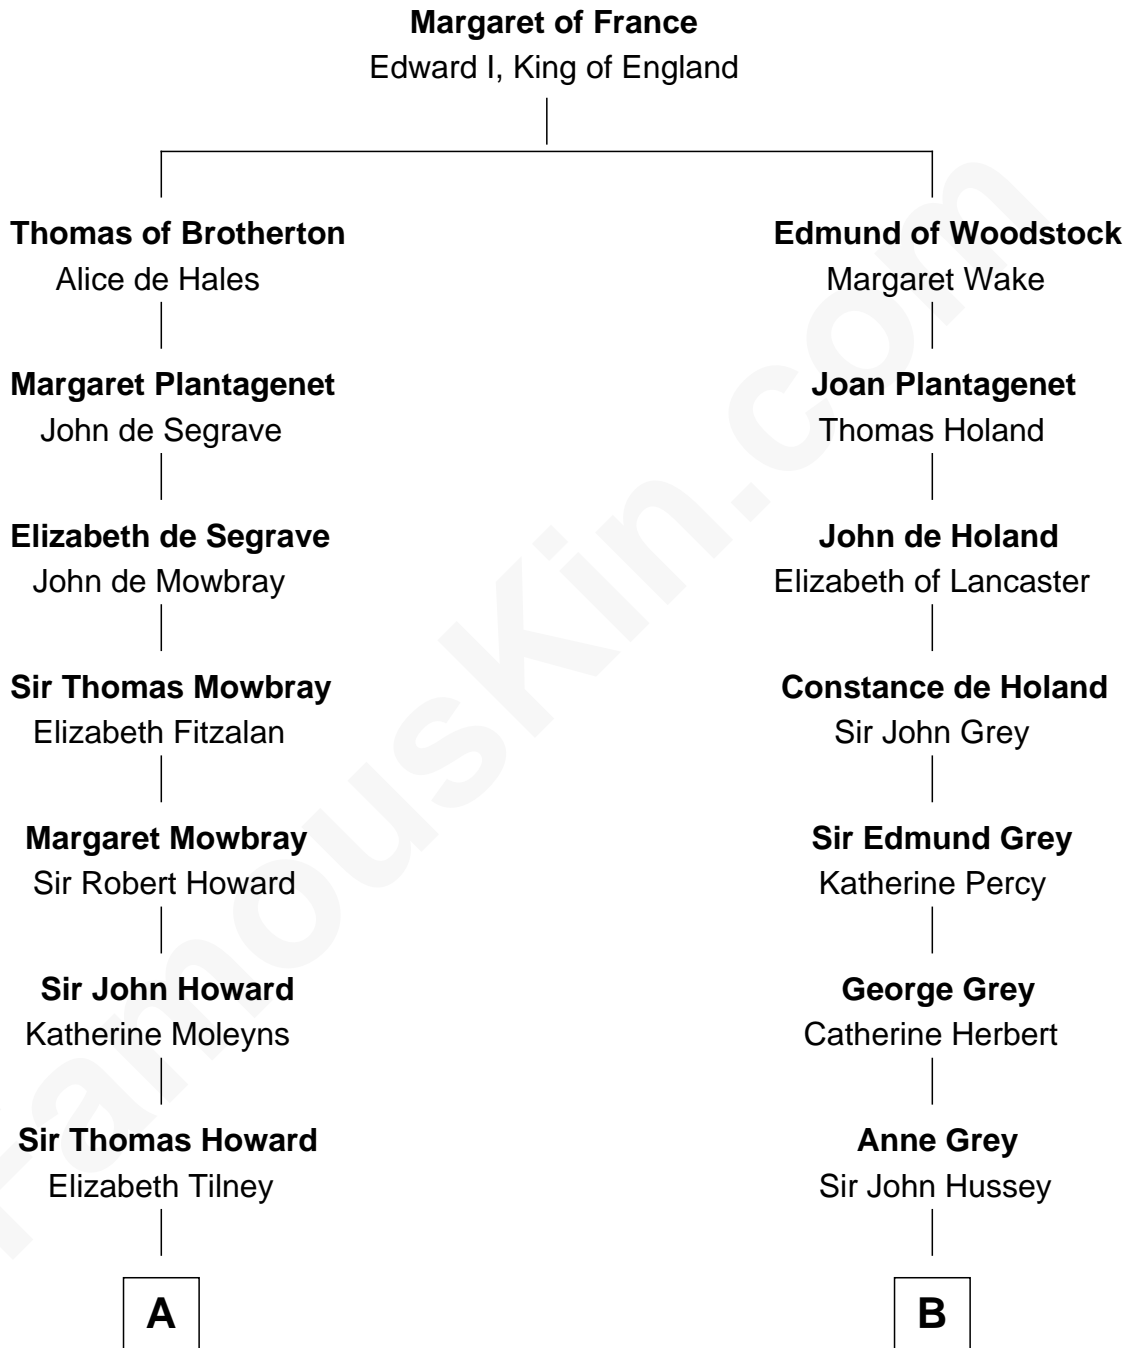 Margaret of France
Edward I, King of England
Thomas of Brotherton
Alice de Hales
Edmund of Woodstock
Margaret Wake
Margaret Plantagenet
John de Segrave
Joan Plantagenet
Thomas Holand
Elizabeth de Segrave
John de Mowbray
John de Holand
Elizabeth of Lancaster
Sir Thomas Mowbray
Elizabeth Fitzalan
Constance de Holand
Sir John Grey
Margaret Mowbray
Sir Robert Howard
Sir Edmund Grey
Katherine Percy
Sir John Howard
Katherine Moleyns
George Grey
Catherine Herbert
Sir Thomas Howard
Elizabeth Tilney
Anne Grey
Sir John Hussey
A
B
FamousKin.com